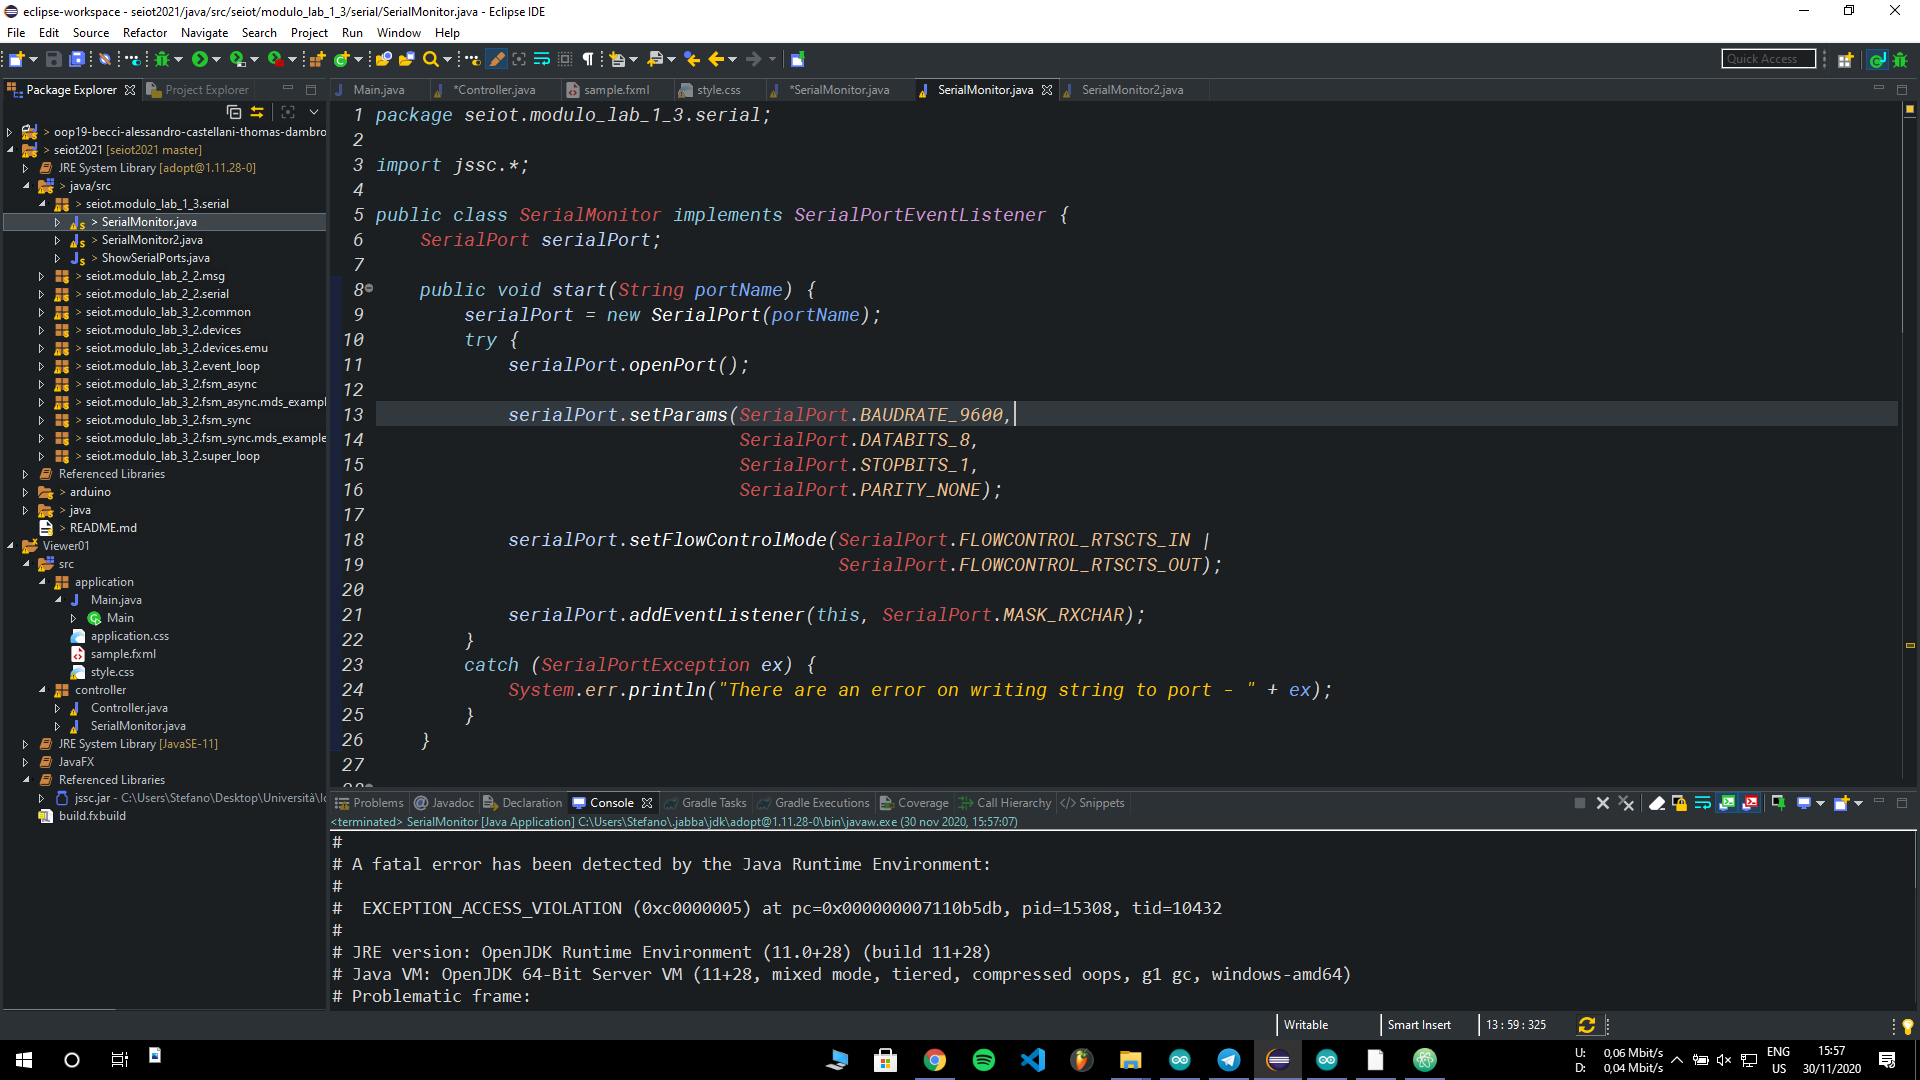 eclipse-workspace - seiot2021/java/src/seiot/modulo_lab_1_3/serial/SerialMonitor.java - Eclipse IDE
File Edit Source Refactor Navigate Search Project Run Window Help
Quick Access
Package Explorer Project Explorer
Main.java *Controller.java sample.fxml style.css *SerialMonitor.java SerialMonitor.java SerialMonitor2.java
> oop19-becci-alessandro-castellani-thomas-dambro
> seiot2021 [seiot2021 master]
JRE System Library [adopt@1.11.28-0]
> java/src
> seiot.modulo_lab_1_3.serial
> SerialMonitor.java
> SerialMonitor2.java
> ShowSerialPorts.java
> seiot.modulo_lab_2_2.msg
> seiot.modulo_lab_2_2.serial
> seiot.modulo_lab_3_2.common
> seiot.modulo_lab_3_2.devices
> seiot.modulo_lab_3_2.devices.emu
> seiot.modulo_lab_3_2.event_loop
> seiot.modulo_lab_3_2.fsm_async
> seiot.modulo_lab_3_2.fsm_async.mds_exampl
> seiot.modulo_lab_3_2.fsm_sync
> seiot.modulo_lab_3_2.fsm_sync.mds_example
> seiot.modulo_lab_3_2.super_loop
Referenced Libraries
> arduino
> java
> README.md
Viewer01
src
application
Main.java
Main
application.css
sample.fxml
style.css
controller
Controller.java
SerialMonitor.java
JRE System Library [JavaSE-11]
JavaFX
Referenced Libraries
jssc.jar - C:\Users\Stefano\Desktop\Università\Io
build.fxbuild
1 package seiot.modulo_lab_1_3.serial;
2
3 import jssc.*;
4
5 public class SerialMonitor implements SerialPortEventListener {
6 SerialPort serialPort;
7
8 public void start(String portName) {
9 serialPort = new SerialPort(portName);
10 try {
11 serialPort.openPort();
12
13 serialPort.setParams(SerialPort.BAUDRATE_9600,
14 SerialPort.DATABITS_8,
15 SerialPort.STOPBITS_1,
16 SerialPort.PARITY_NONE);
17
18 serialPort.setFlowControlMode(SerialPort.FLOWCONTROL_RTSCTS_IN |
19 SerialPort.FLOWCONTROL_RTSCTS_OUT);
20
21 serialPort.addEventListener(this, SerialPort.MASK_RXCHAR);
22 }
23 catch (SerialPortException ex) {
24 System.err.println("There are an error on writing string to port - " + ex);
25 }
26 }
27
Problems Javadoc Declaration Console Gradle Tasks Gradle Executions Coverage Call Hierarchy Snippets
<terminated> SerialMonitor [Java Application] C:\Users\Stefano\.jabba\jdk\adopt@1.11.28-0\bin\javaw.exe (30 nov 2020, 15:57:07)
#
# A fatal error has been detected by the Java Runtime Environment:
#
# EXCEPTION_ACCESS_VIOLATION (0xc0000005) at pc=0x000000007110b5db, pid=15308, tid=10432
#
# JRE version: OpenJDK Runtime Environment (11.0+28) (build 11+28)
# Java VM: OpenJDK 64-Bit Server VM (11+28, mixed mode, tiered, compressed oops, g1 gc, windows-amd64)
# Problematic frame:
Writable Smart Insert 13 : 59 : 325
U: 0,06 Mbit/s
D: 0,04 Mbit/s
ENG
US
15:57
30/11/2020